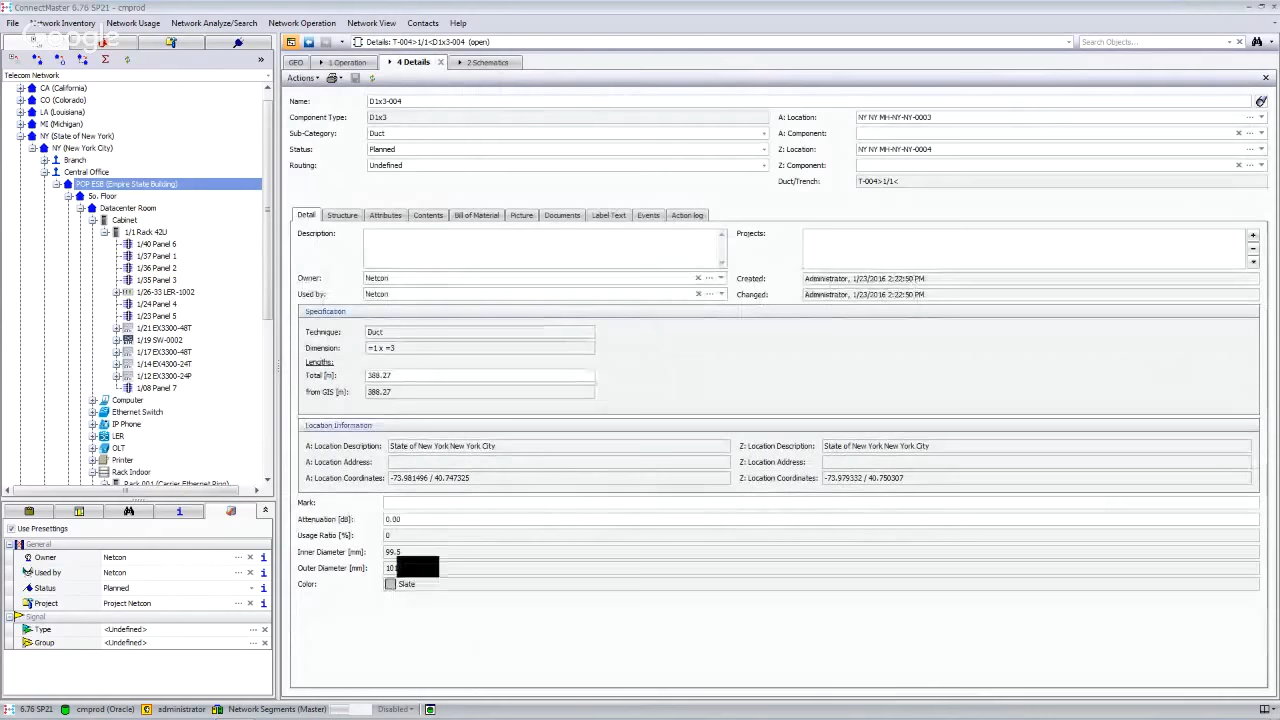 ConnectMaster 6.76 SP21 - cmprod
File Network Inventory Network Usage Network Analyze/Search Network Operation Network View Contacts Help
Google
Details: T-004>1/1<D1x3-004 (open)
Search Objects...
GEO 1 Operation 4 Details 2 Schematics
Actions
Telecom Network
CA (California)
CO (Colorado)
LA (Louisiana)
MI (Michigan)
NY (State of New York)
NY (New York City)
Branch
Central Office
POP ESB (Empire State Building)
So. Floor
Datacenter Room
Cabinet
1/1 Rack 42U
1/40 Panel 6
1/37 Panel 1
1/36 Panel 2
1/35 Panel 3
1/26-33 LER-1002
1/24 Panel 4
1/23 Panel 5
1/21 EX3300-48T
1/19 SW-0002
1/17 EX3300-48T
1/14 EX4300-24T
1/12 EX3300-24P
1/08 Panel 7
Computer
Ethernet Switch
IP Phone
LER
OLT
Printer
Rack Indoor
Rack 001 (Carrier Ethernet Ring)
Use Presettings
General
Owner Netcon
Used by Netcon
Status Planned
Project Project Netcon
Signal
Type <Undefined>
Group <Undefined>
Name: D1x3-004
Component Type: D1x3
Sub-Category: Duct
Status: Planned
Routing: Undefined
A: Location: NY NY MH-NY-NY-0003
A: Component:
Z: Location: NY NY MH-NY-NY-0004
Z: Component:
Duct/Trench: T-004>1/1<
Detail Structure Attributes Contents Bill of Material Picture Documents Label Text Events Action log
Description:
Projects:
Owner: Netcon
Created: Administrator, 1/23/2016 2:22:50 PM
Used by: Netcon
Changed: Administrator, 1/23/2016 2:22:50 PM
Specification
Technique: Duct
Dimension: =1 x =3
Lengths:
Total [m]: 388.27
from GIS [m]: 388.27
Location Information
A: Location Description: State of New York New York City
Z: Location Description: State of New York New York City
A: Location Address:
Z: Location Address:
A: Location Coordinates: -73.981496 / 40.747325
Z: Location Coordinates: -73.979332 / 40.750307
Mark:
Attenuation [dB]: 0.00
Usage Ratio [%]: 0
Inner Diameter [mm]: 99.5
Outer Diameter [mm]:
Color: Slate
6.76 SP21 cmprod (Oracle) administrator Network Segments (Master) Disabled